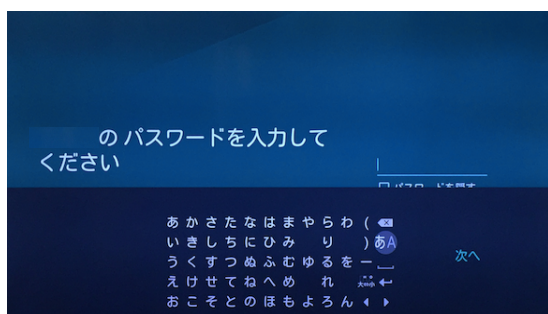 の パスワードを入力して
ください
あ か さ た な は ま や ら わ (
い き し ち に ひ み り ) あA
う く す つ ぬ ふ む ゆ る を ー
え け せ て ね へ め れ
お こ そ と の ほ も よ ろ ん
次へ